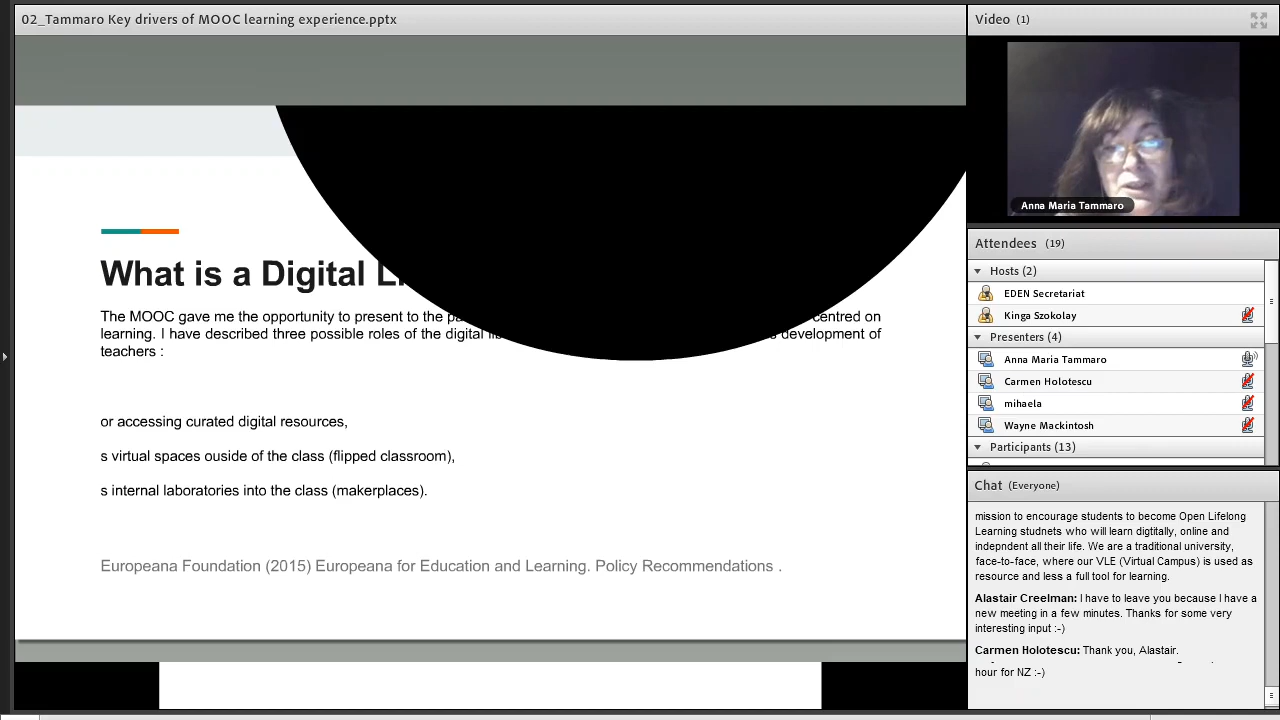 02_Tammaro Key drivers of MOOC learning experience.pptx
What is a Digital
The MOOC gave me the opportunity to present to the centred on
learning. I have described three possible roles of the digital development of
teachers :
or accessing curated digital resources,
s virtual spaces ouside of the class (flipped classroom),
s internal laboratories into the class (makerplaces).
Europeana Foundation (2015) Europeana for Education and Learning. Policy Recommendations .
Video (1)
Anna Maria Tammaro
Attendees (19)
Hosts (2)
EDEN Secretariat
Kinga Szokolay
Presenters (4)
Anna Maria Tammaro
Carmen Holotescu
mihaela
Wayne Mackintosh
Participants (13)
Chat (Everyone)
mission to encourage students to become Open Lifelong
Learning studnets who will learn digtitally, online and
indepndent all their life. We are a traditional university,
face-to-face, where our VLE (Virtual Campus) is used as
resource and less a full tool for learning.
Alastair Creelman: I have to leave you because I have a
new meeting in a few minutes. Thanks for some very
interesting input :-)
Carmen Holotescu: Thank you, Alastair.
hour for NZ :-)